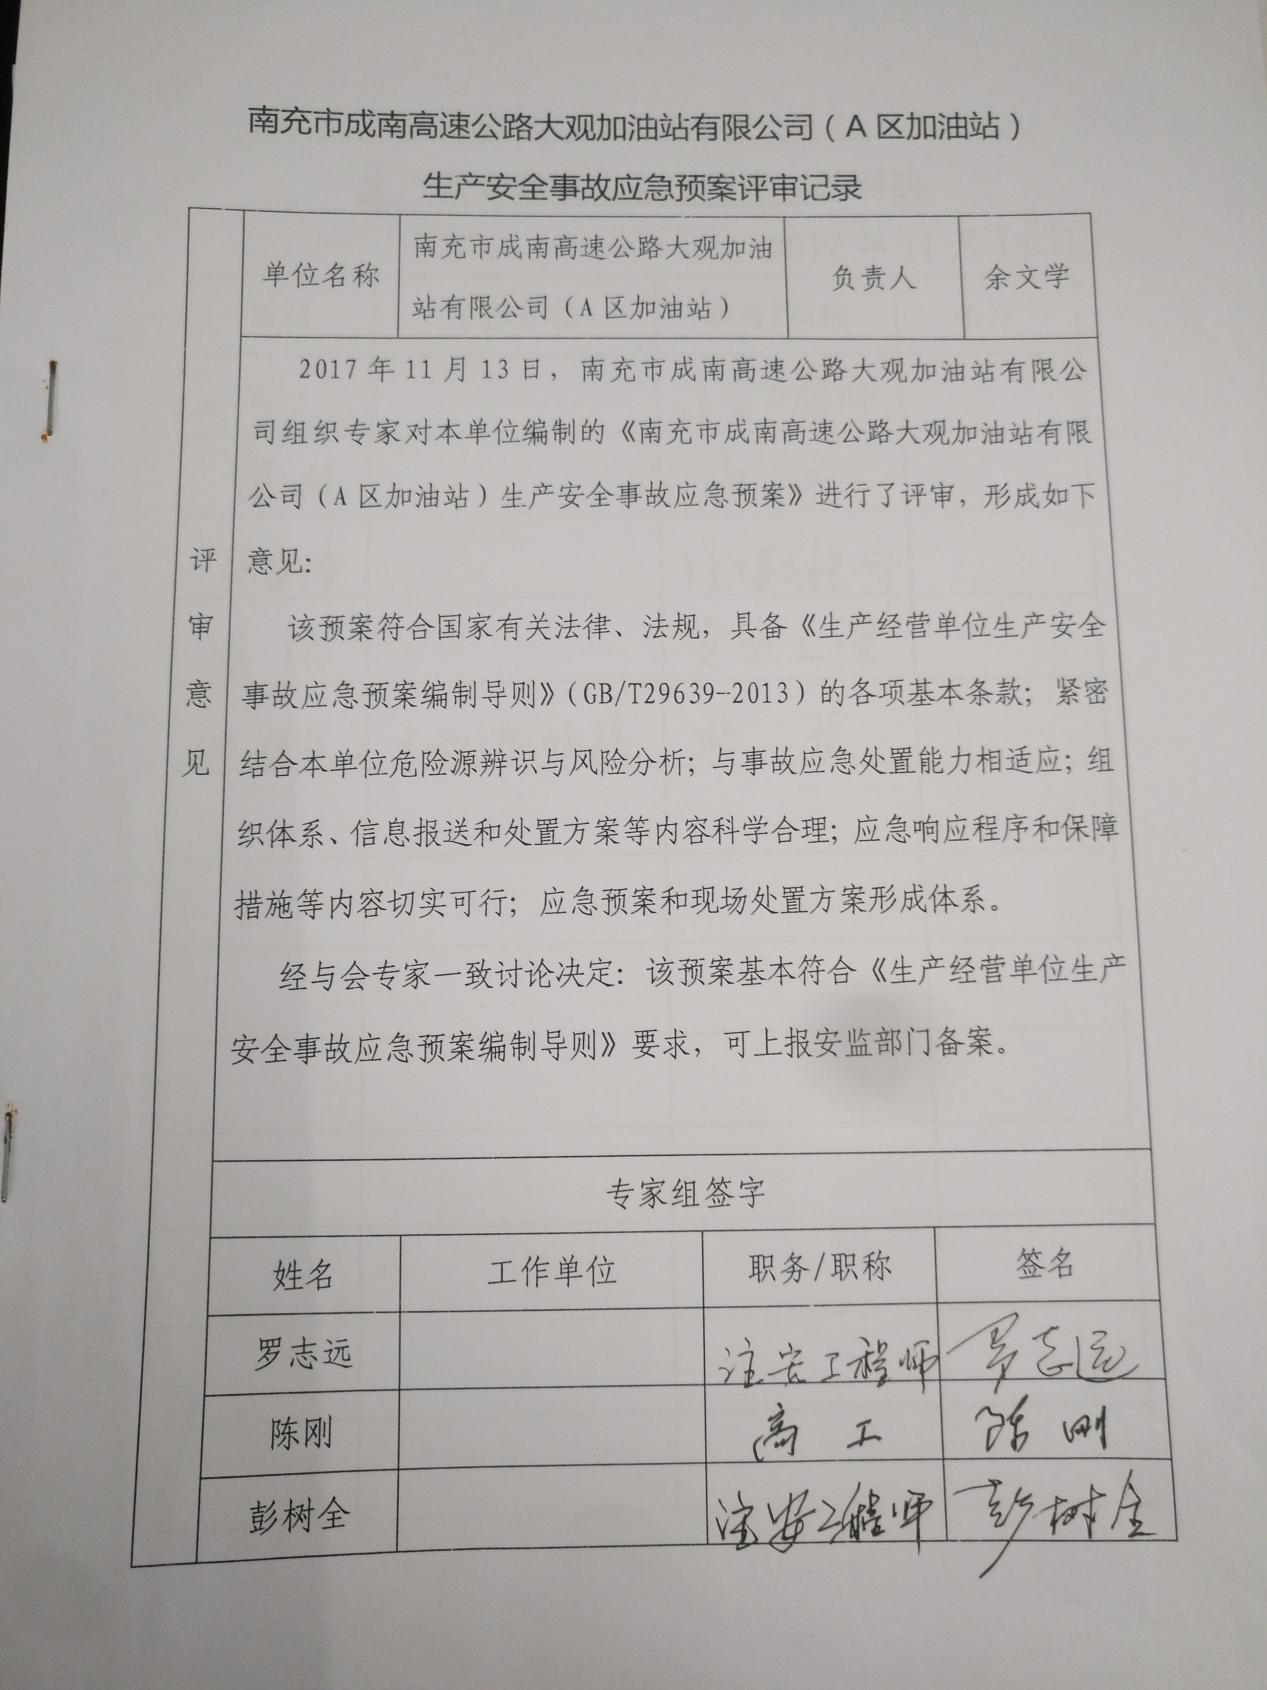 南充市成南高速公路大观加油站有限公司（A 区加油站）
生产安全事故应急预案评审记录
单位名称
南充市成南高速公路大观加油
站有限公司（A 区加油站）
负责人
余文学
评
审
意
见
2017 年 11 月 13 日，南充市成南高速公路大观加油站有限公
司组织专家对本单位编制的《南充市成南高速公路大观加油站有限
公司（A 区加油站）生产安全事故应急预案》进行了评审，形成如下
意见：
该预案符合国家有关法律、法规，具备《生产经营单位生产安全
事故应急预案编制导则》（GB/T29639-2013）的各项基本条款；紧密
结合本单位危险源辨识与风险分析；与事故应急处置能力相适应；组
织体系、信息报送和处置方案等内容科学合理；应急响应程序和保障
措施等内容切实可行；应急预案和现场处置方案形成体系。
经与会专家一致讨论决定：该预案基本符合《生产经营单位生产
安全事故应急预案编制导则》要求，可上报安监部门备案。
专家组签字
姓名 工作单位 职务/职称 签名
罗志远 注安工程师 罗志远
陈刚 高工 陈刚
彭树全 注安工程师 彭树全